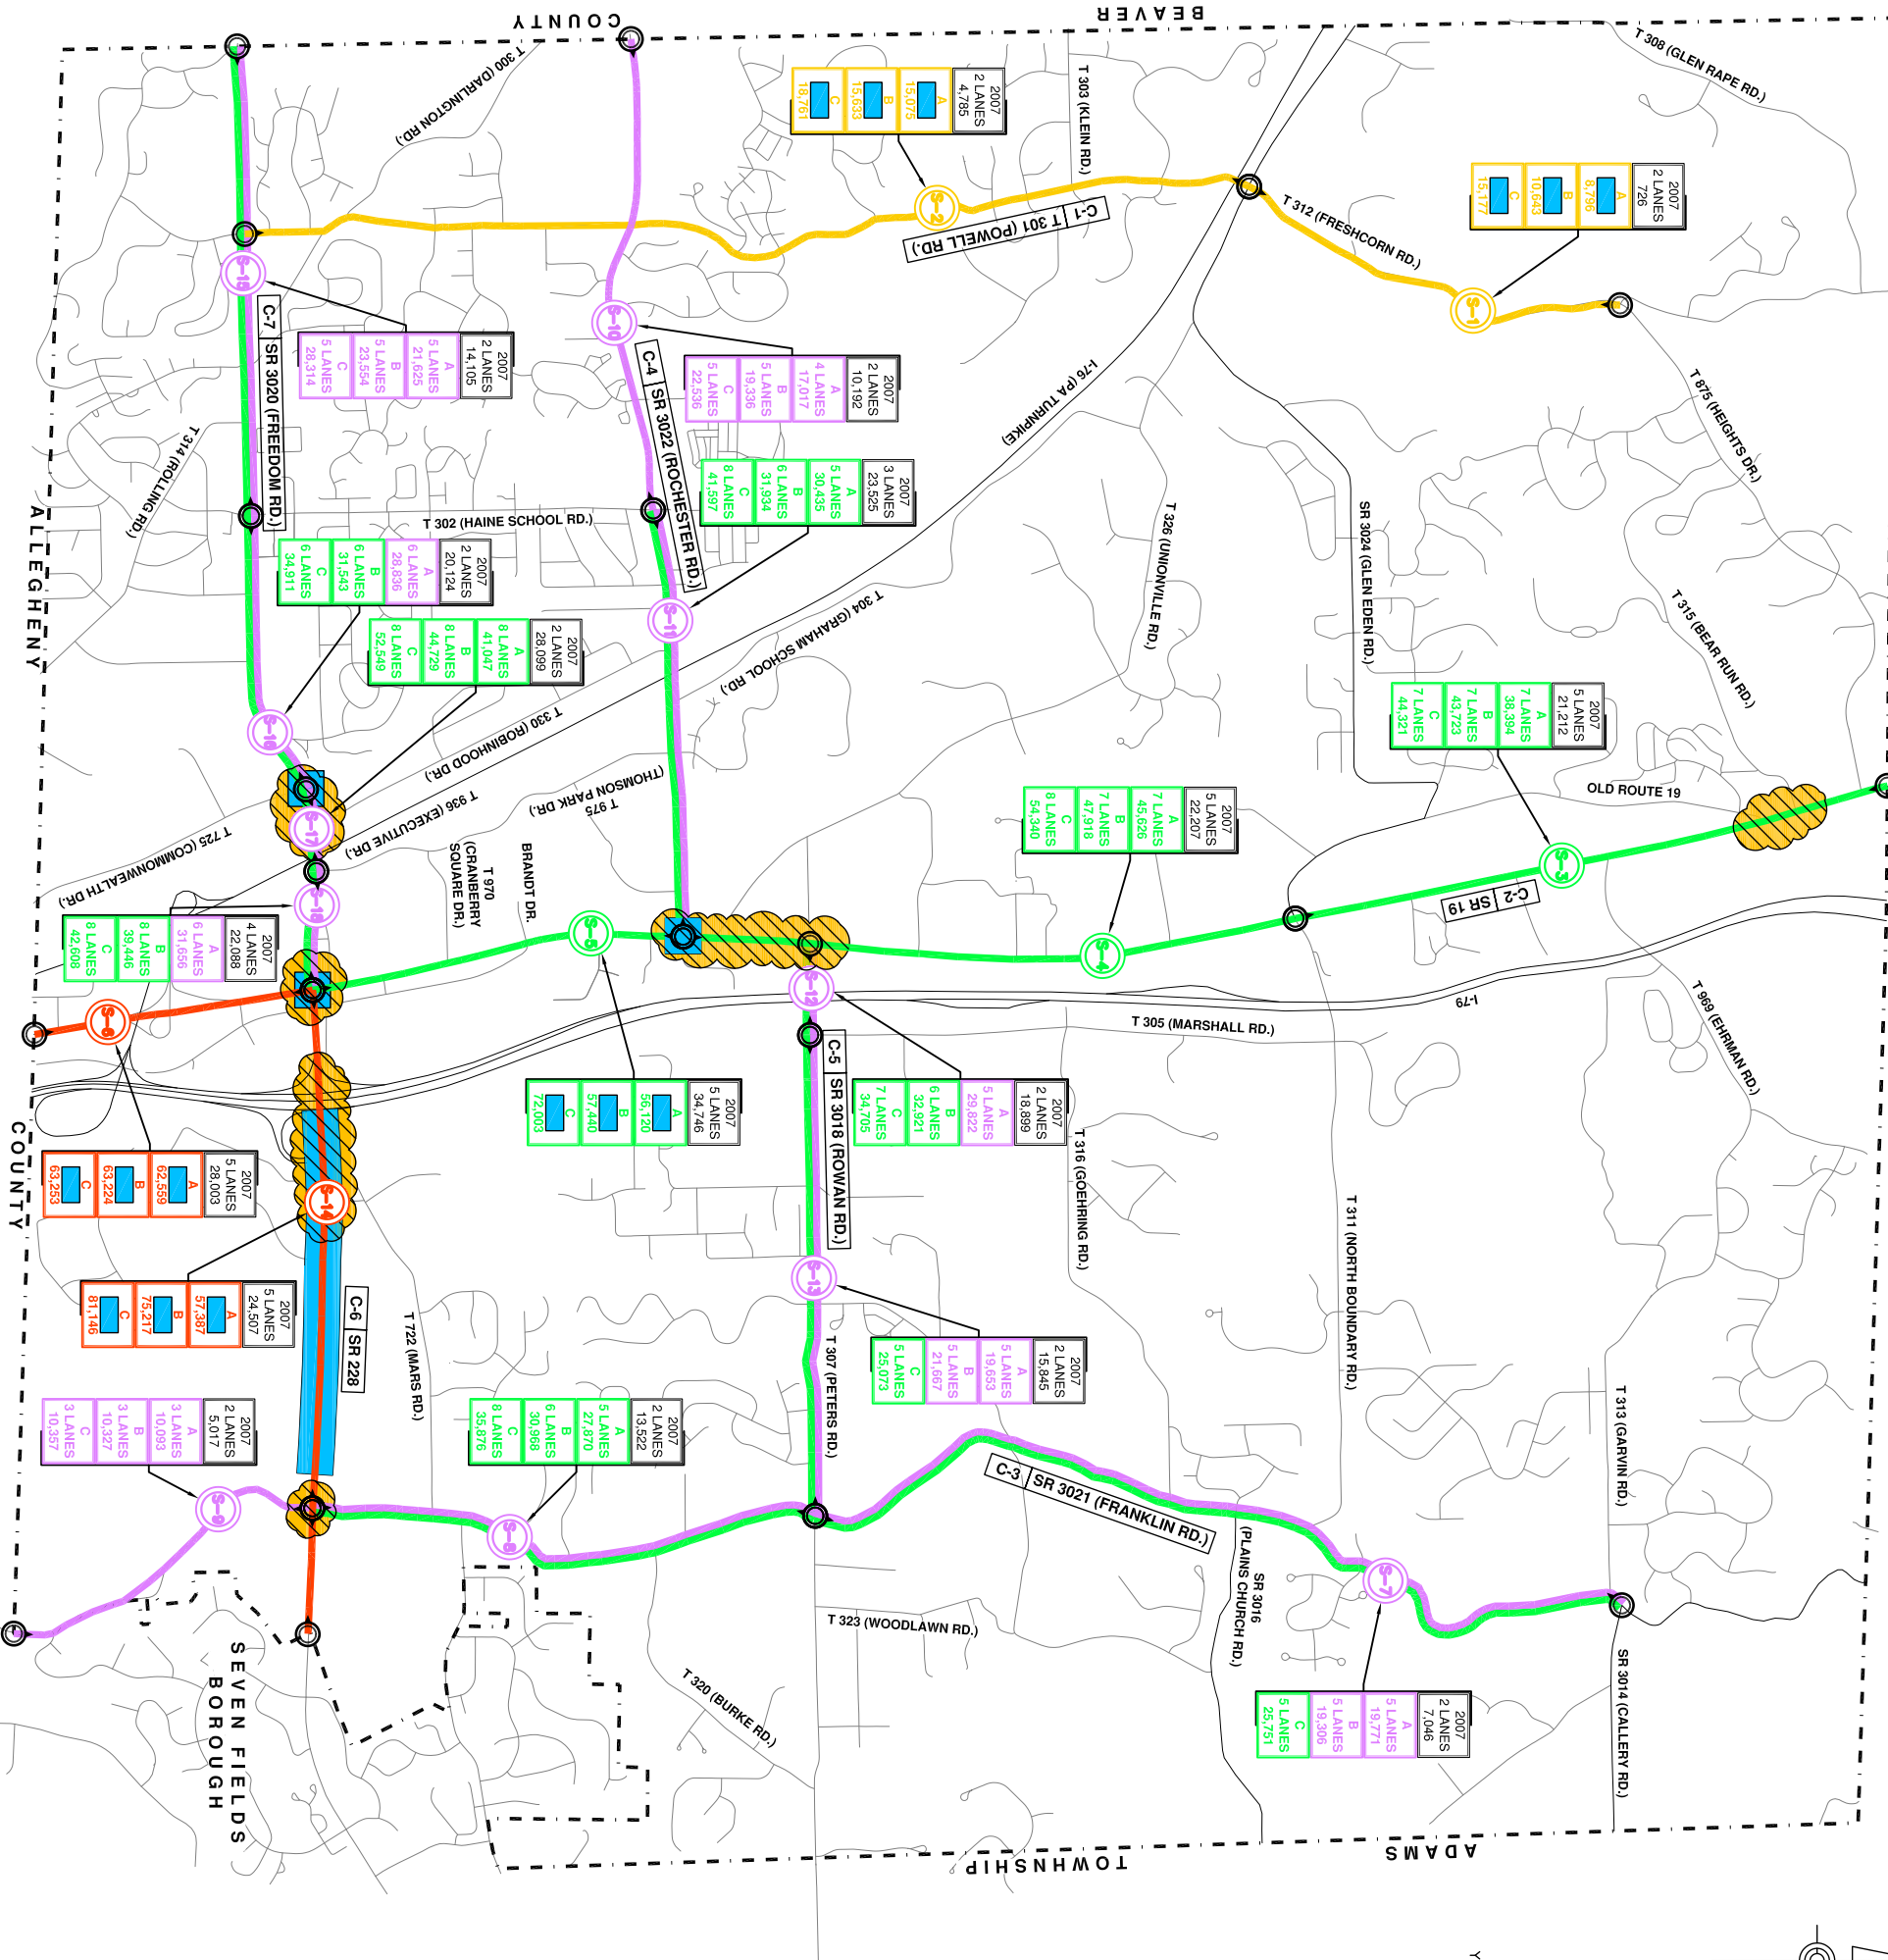 BEAVER
COUNTY
T 308 (GLEN RAPE RD.)
T 300 (DARLINGTON RD.)
T 303 (KLEIN RD.)
2007
2 LANES
4,785
A
15,075
B
15,633
C
18,761
2007
2 LANES
726
A
8,796
B
10,643
C
15,177
S-2
C-1
T 301 (POWELL RD.)
T 312 (FRESHCORN RD.)
S-1
S-15
C-7
SR 3020 (FREEDOM RD.)
2007
2 LANES
14,105
A
5 LANES
21,625
B
5 LANES
23,554
C
5 LANES
28,314
S-10
C-4
SR 3022 (ROCHESTER RD.)
2007
2 LANES
10,192
A
4 LANES
17,017
B
5 LANES
19,336
C
5 LANES
22,536
I-76 (PA TURNPIKE)
T 875 (HEIGHTS DR.)
T 314 (ROLLING RD.)
T 302 (HAINE SCHOOL RD.)
2007
3 LANES
23,525
A
5 LANES
30,435
B
6 LANES
31,934
C
8 LANES
41,597
T 326 (UNIONVILLE RD.)
SR 3024 (GLEN EDEN RD.)
T 315 (BEAR RUN RD.)
ALLEGHENY
COUNTY
2007
2 LANES
20,124
A
6 LANES
28,836
B
6 LANES
31,543
C
6 LANES
34,911
2007
2 LANES
28,099
A
8 LANES
41,047
B
8 LANES
44,729
C
8 LANES
52,549
S-11
T 304 (GRAHAM SCHOOL RD.)
2007
5 LANES
21,212
A
7 LANES
38,394
B
7 LANES
43,723
C
7 LANES
44,321
S-16
T 330 (ROBINHOOD DR.)
T 975
(THOMSON PARK DR.)
T 936 (EXECUTIVE DR.)
T 725 (COMMONWEALTH DR.)
S-17
T 970
(CRANBERRY
SQUARE DR.)
BRANDT DR.
2007
5 LANES
22,207
A
7 LANES
45,626
B
7 LANES
47,918
C
8 LANES
54,340
OLD ROUTE 19
S-3
C-2
SR 19
S-18
2007
4 LANES
22,088
A
6 LANES
31,656
B
8 LANES
39,446
C
8 LANES
42,608
S-5
S-4
S-12
S-6
I-79
T 305 (MARSHALL RD.)
T 969 (EHRMAN RD.)
2007
5 LANES
34,746
A
56,120
B
57,440
C
72,003
C-5
SR 3018 (ROWAN RD.)
2007
2 LANES
18,899
A
5 LANES
29,822
B
6 LANES
32,921
C
7 LANES
34,705
T 316 (GOEHRING RD.)
2007
5 LANES
28,003
A
62,559
B
63,224
C
63,253
S-14
T 311 (NORTH BOUNDARY RD.)
2007
5 LANES
24,507
A
57,387
B
75,217
C
81,146
C-6
SR 228
T 722 (MARS RD.)
S-13
T 307 (PETERS RD.)
2007
2 LANES
15,845
A
5 LANES
19,653
B
5 LANES
21,667
C
5 LANES
25,073
T 313 (GARVIN RD.)
2007
2 LANES
5,017
A
3 LANES
10,093
B
3 LANES
10,327
C
3 LANES
10,357
2007
2 LANES
13,522
A
5 LANES
27,870
B
6 LANES
30,968
C
8 LANES
35,876
C-3
SR 3021 (FRANKLIN RD.)
S-9
S-8
SR 3016
(PLAINS CHURCH RD.)
S-7
T 323 (WOODLAWN RD.)
T 320 (BURKE RD.)
SEVEN FIELDS
BOROUGH
2007
2 LANES
7,046
A
5 LANES
19,771
B
5 LANES
19,306
C
5 LANES
25,751
SR 3014 (CALLERY RD.)
ADAMS
TOWHNSHIP